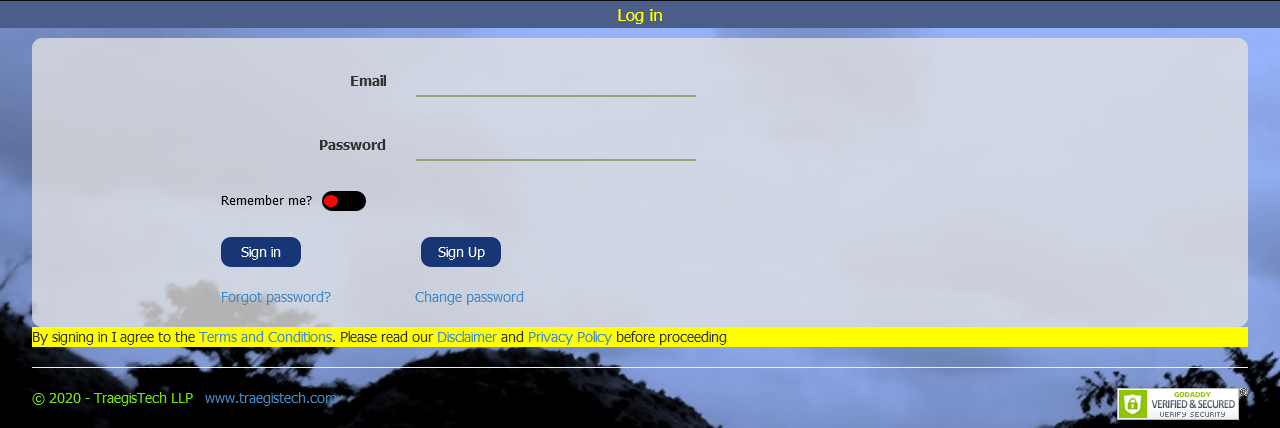 Log in
Email
Password
Remember me?
Sign in Sign Up
Forgot password? Change password
By signing in I agree to the Terms and Conditions. Please read our Disclaimer and Privacy Policy before proceeding
© 2020 - TraegisTech LLP www.traegistech.com
GODADDY
VERIFIED & SECURED
VERIFY SECURITY
®